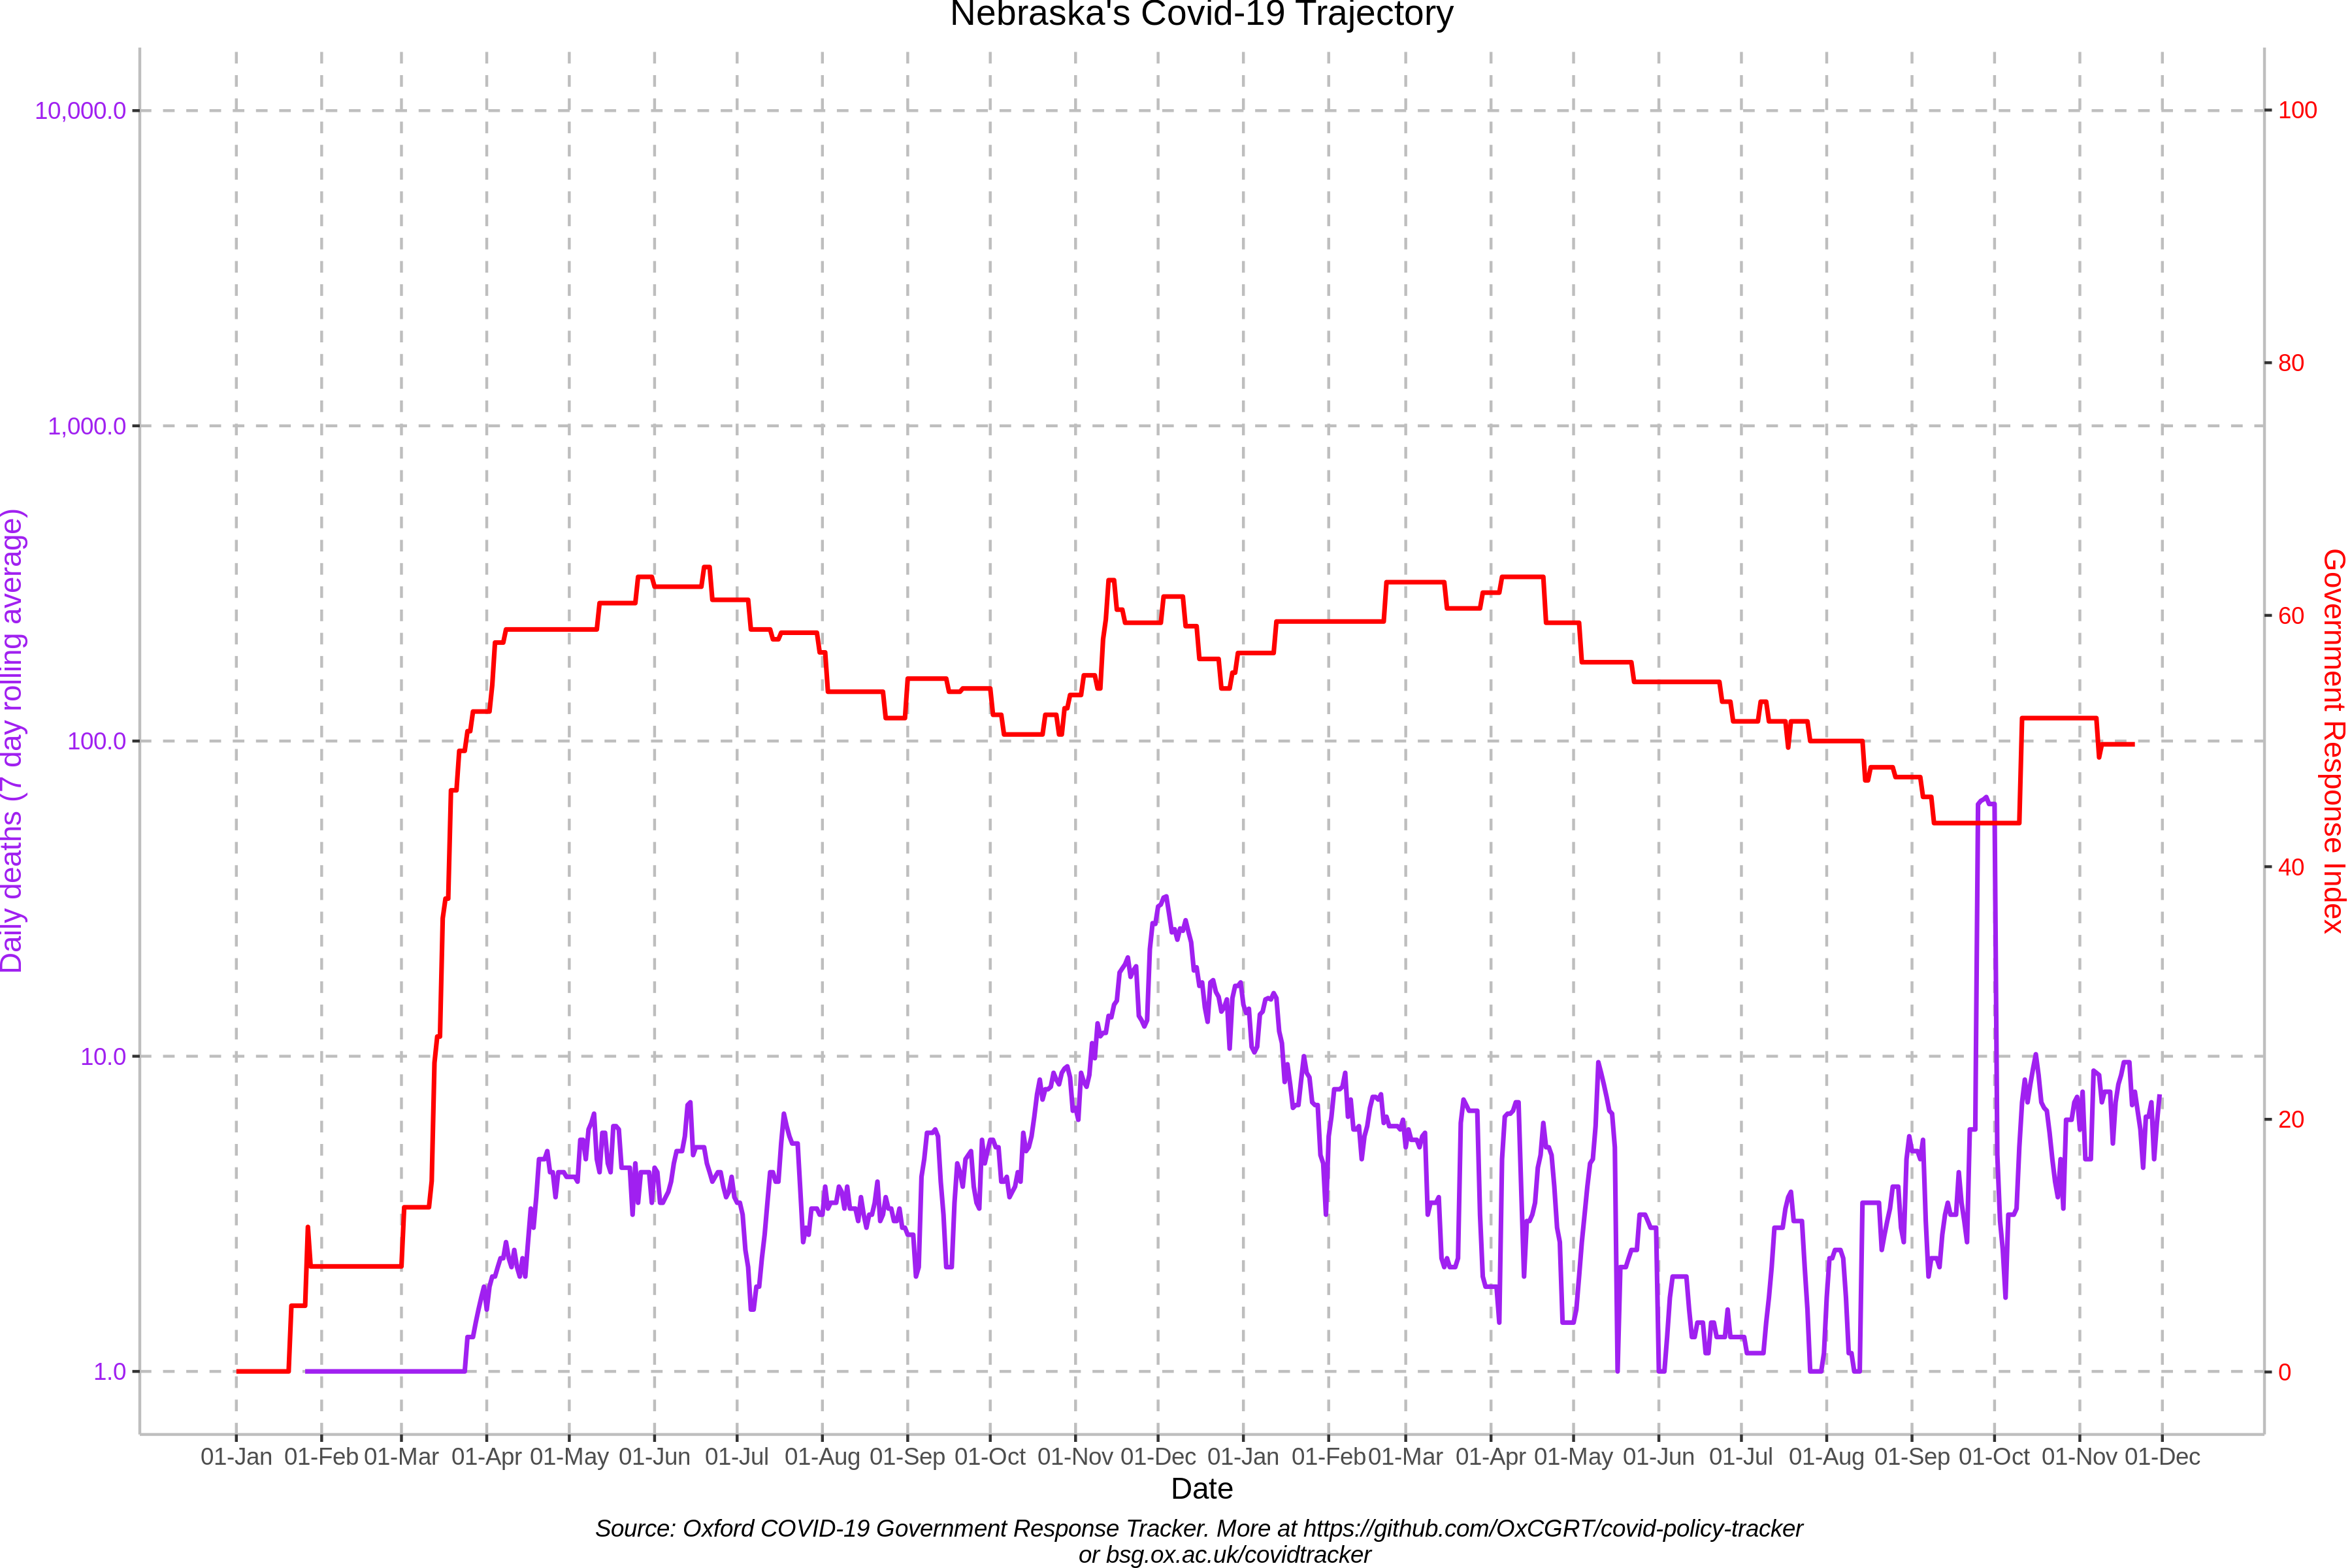 Nebraska's Covid-19 Trajectory
10,000.0
1,000.0
100.0
10.0
1.0
Daily deaths (7 day rolling average)
100
80
60
40
20
0
Government Response Index
01-Jan 01-Feb 01-Mar 01-Apr 01-May 01-Jun 01-Jul 01-Aug 01-Sep 01-Oct 01-Nov 01-Dec 01-Jan 01-Feb 01-Mar 01-Apr 01-May 01-Jun 01-Jul 01-Aug 01-Sep 01-Oct 01-Nov 01-Dec
Date
Source: Oxford COVID-19 Government Response Tracker. More at https://github.com/OxCGRT/covid-policy-tracker
or bsg.ox.ac.uk/covidtracker